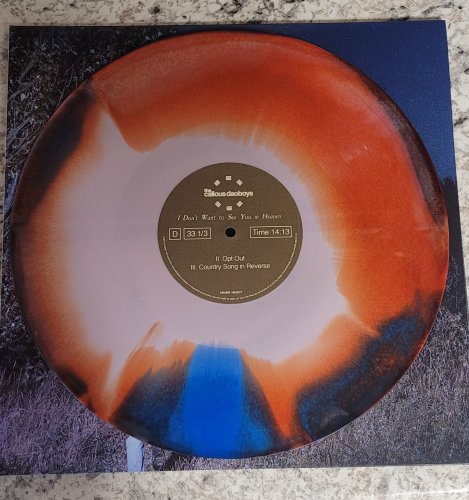 the
callous daoboys
I Don't Want to See You in Heaven
D 33 1/3 Time 14:13
II. Opt Out
III. Country Song in Reverse